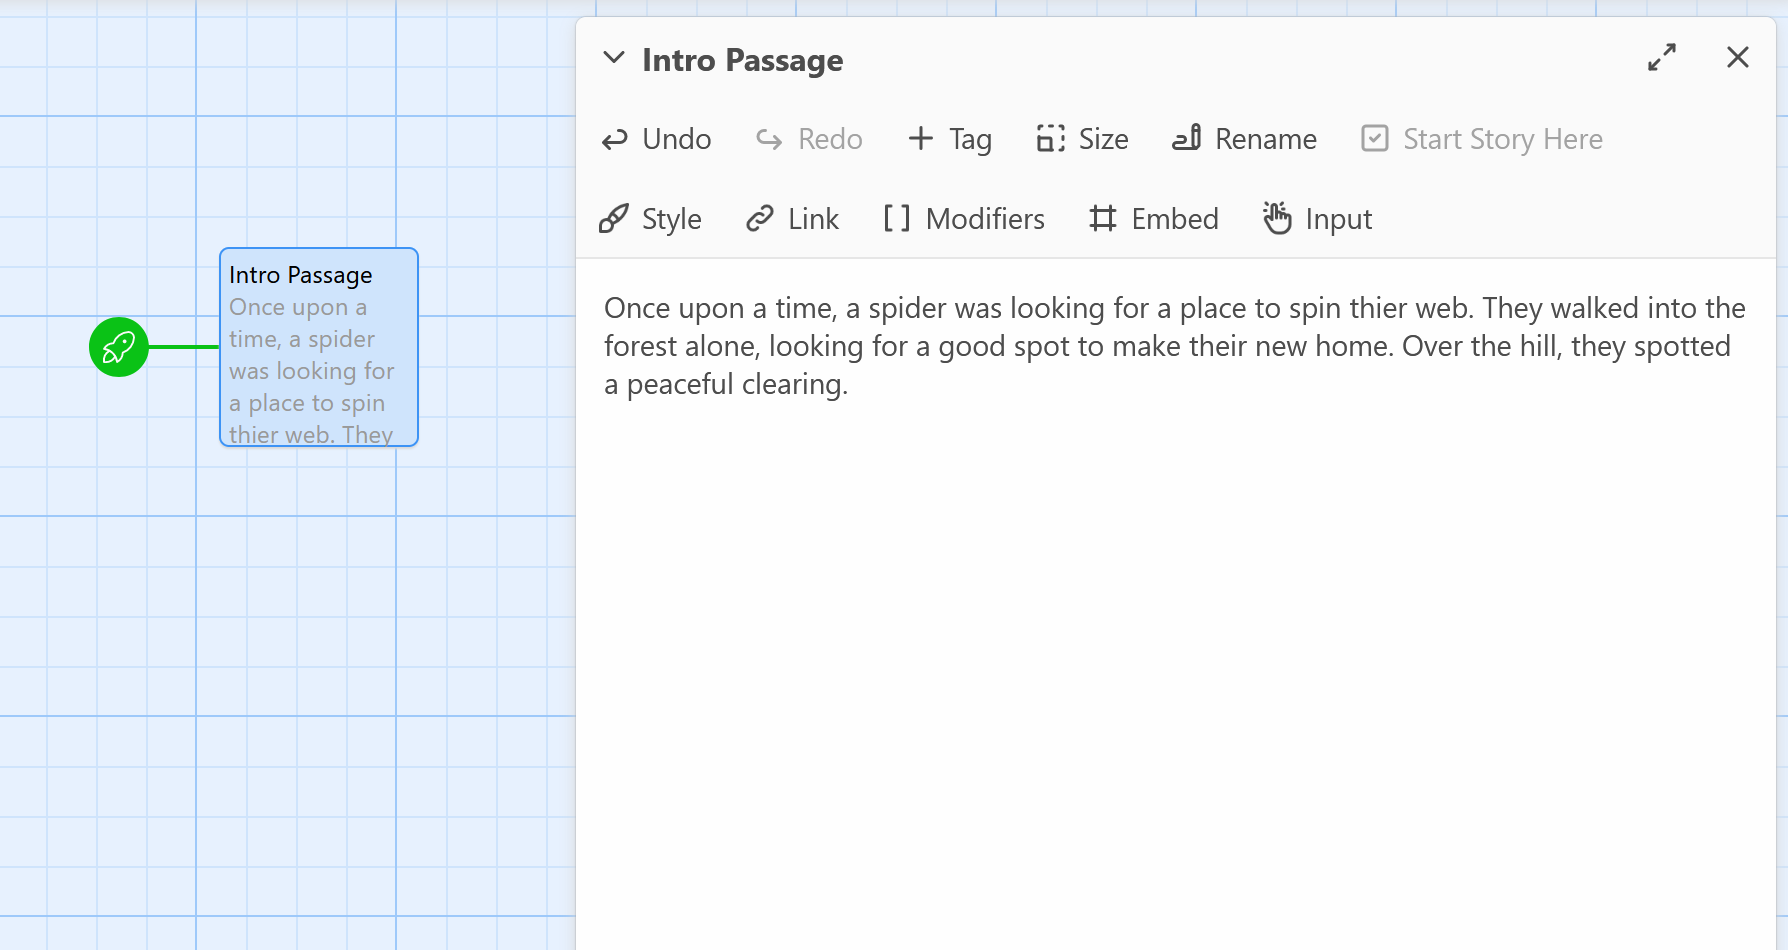 Intro Passage
Undo
Redo
Tag
Size
Rename
Start Story Here
Style
Link
Modifiers
Embed
Input
Once upon a time, a spider was looking for a place to spin thier web. They walked into the
forest alone, looking for a good spot to make their new home. Over the hill, they spotted
a peaceful clearing.
Intro Passage
Once upon a
time, a spider
was looking for
a place to spin
thier web. They